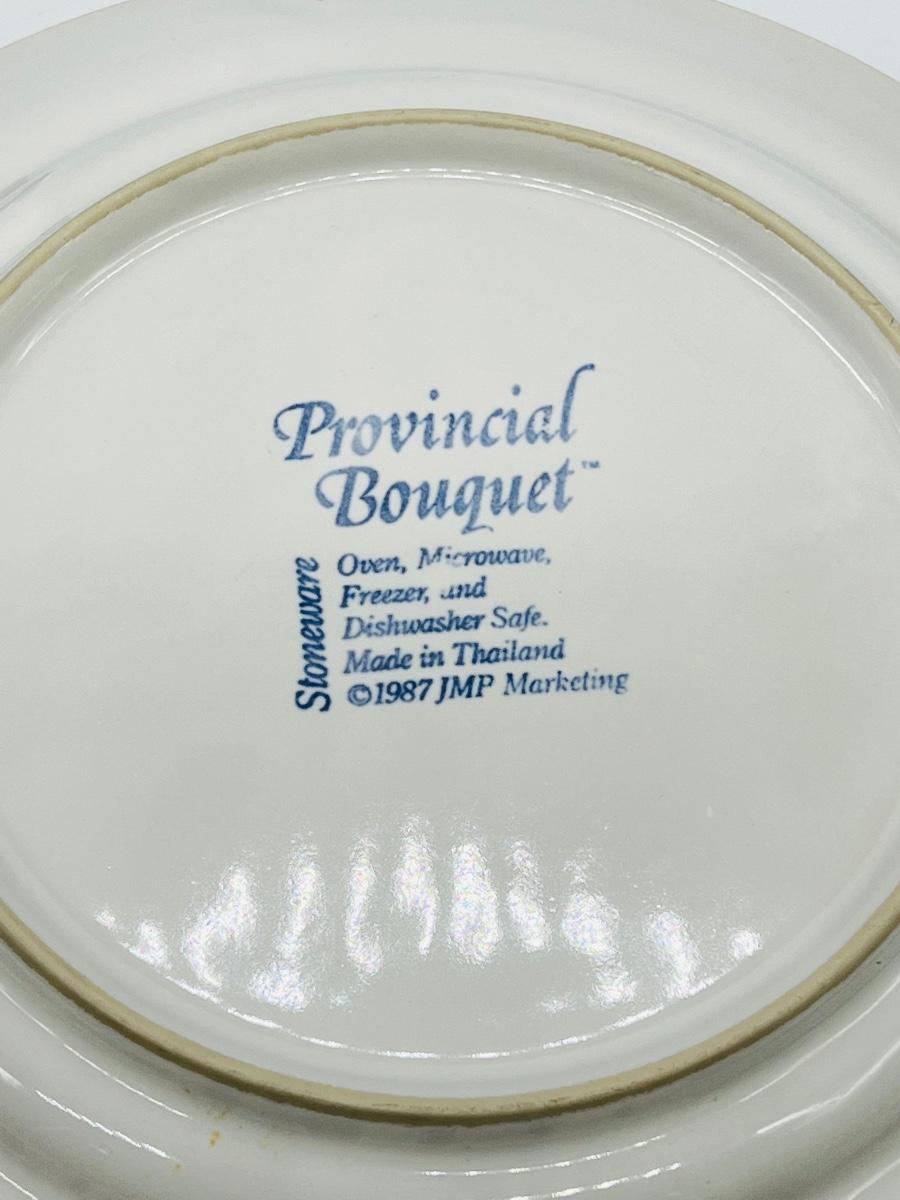 Provincial
Bouquet™
Stoneware
Oven, Microwave,
Freezer, and
Dishwasher Safe.
Made in Thailand
©1987 JMP Marketing